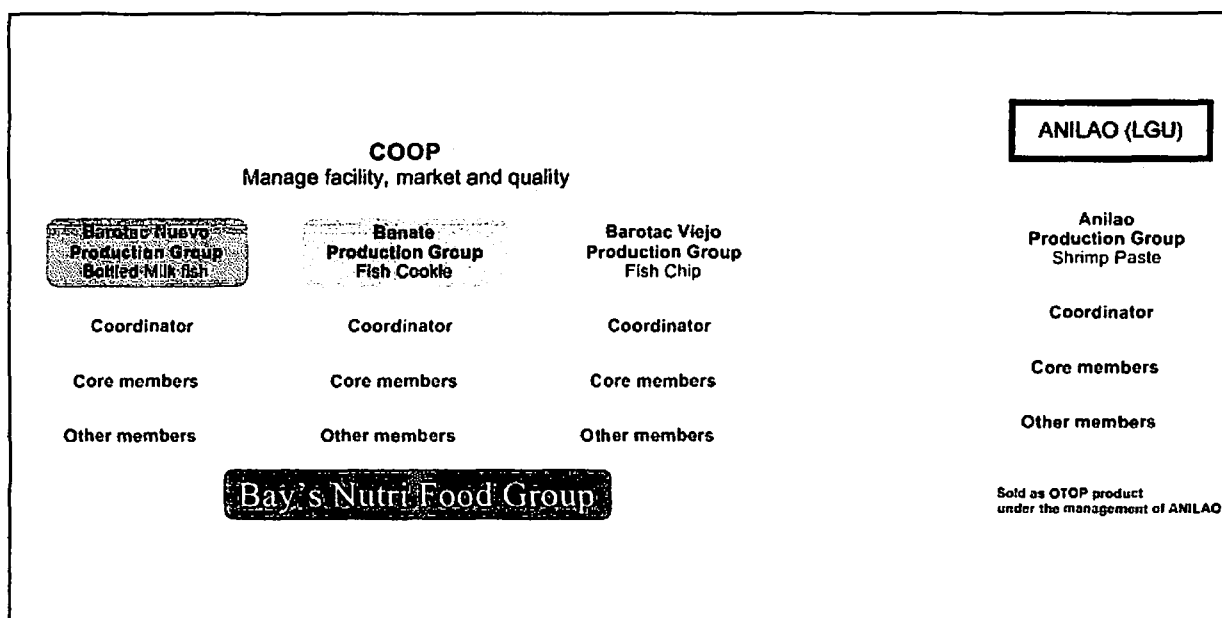 ANILAO (LGU)
COOP
Manage facility, market and quality
Barotac Nuevo
Production Group
Bottled Milk fish
Banate
Production Group
Fish Cookie
Barotac Viejo
Production Group
Fish Chip
Anilao
Production Group
Shrimp Paste
Coordinator
Coordinator
Coordinator
Coordinator
Core members
Core members
Core members
Core members
Other members
Other members
Other members
Other members
Bay's Nutri Food Group
Sold as OTOP product
under the management of ANILAO